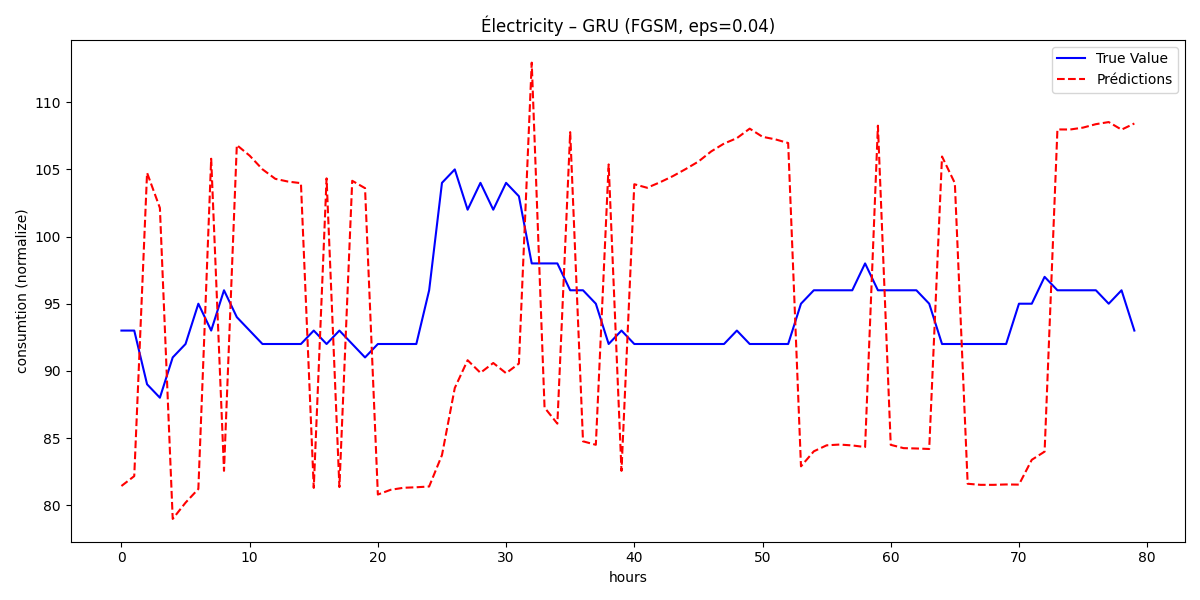 Électricity – GRU (FGSM, eps=0.04)
True Value
Prédictions
consumtion (normalize)
110
105
100
95
90
85
80
0 10 20 30 40 50 60 70 80
hours